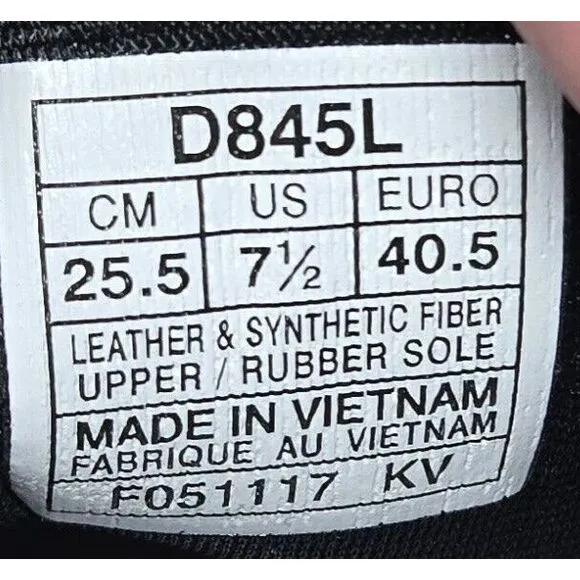 D845L
CM US EURO
25.5 7½ 40.5
LEATHER & SYNTHETIC FIBER
UPPER / RUBBER SOLE
MADE IN VIETNAM
FABRIQUE AU VIETNAM
F051117 KV